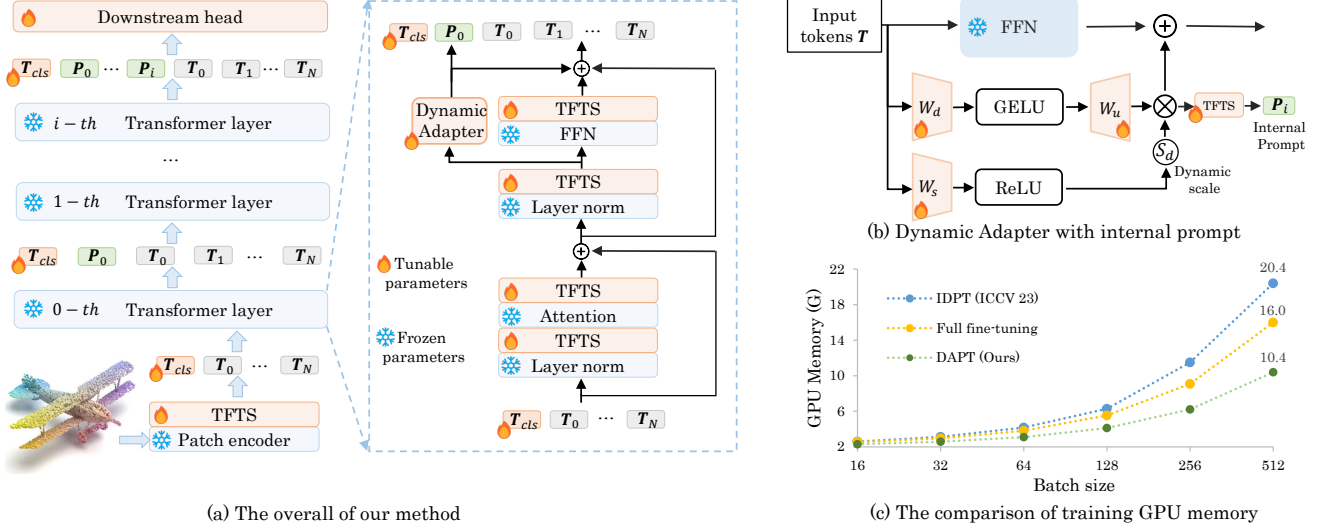 Downstream head
T_cls P_0 ... P_i T_0 T_1 ... T_N
i − th Transformer layer
...
1 − th Transformer layer
T_cls P_0 T_0 T_1 ... T_N
0 − th Transformer layer
T_cls T_0 ... T_N
TFTS
Patch encoder
T_cls P_0 T_0 T_1 ... T_N
Dynamic
Adapter
TFTS
FFN
TFTS
Layer norm
Tunable
parameters
TFTS
Attention
Frozen
parameters
TFTS
Layer norm
T_cls T_0 ... T_N
(a) The overall of our method
Input
tokens T
FFN
W_d GELU W_u TFTS P_i
Internal
Prompt
S_d
Dynamic
scale
W_s ReLU
(b) Dynamic Adapter with internal prompt
GPU Memory (G)
22
18
14
10
6
2
IDPT (ICCV 23)
Full fine-tuning
DAPT (Ours)
20.4
16.0
10.4
16 32 64 128 256 512
Batch size
(c) The comparison of training GPU memory